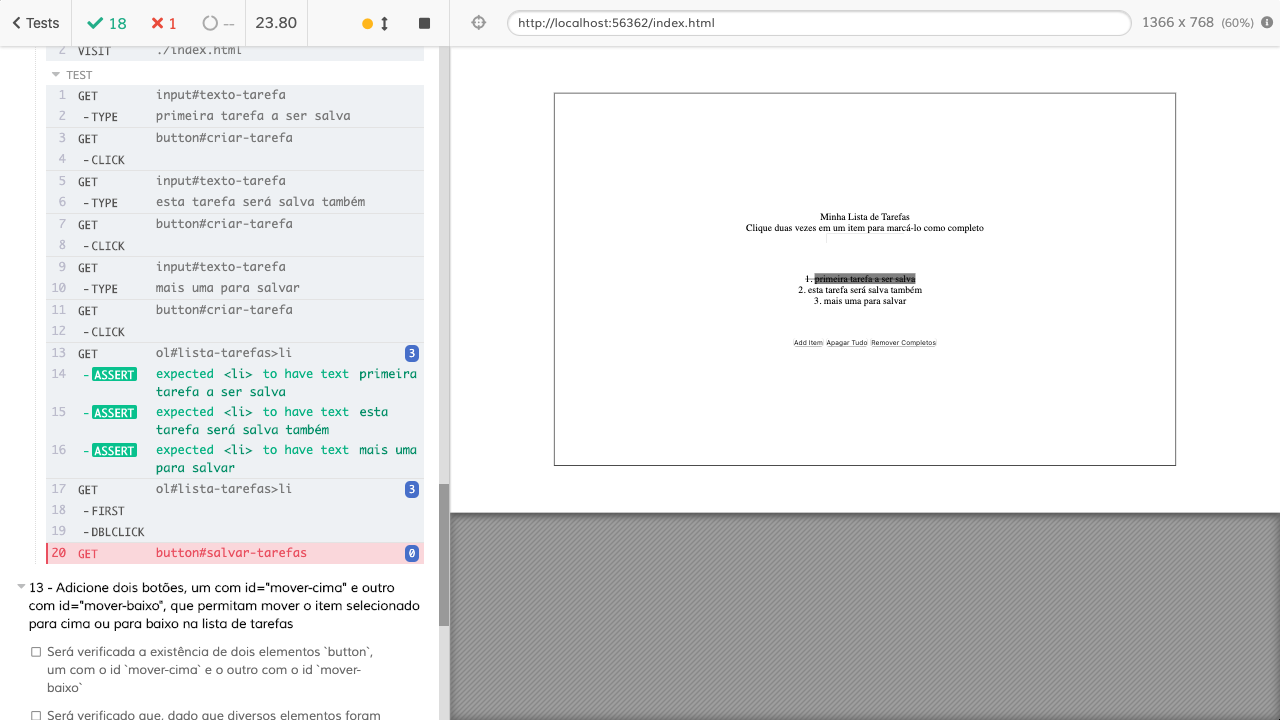 Tests 18 1 -- 23.80
http://localhost:56362/index.html
1366 x 768 (60%)
2 VISIT ./index.html
TEST
1 GET input#texto-tarefa
2 -TYPE primeira tarefa a ser salva
3 GET button#criar-tarefa
4 -CLICK
5 GET input#texto-tarefa
6 -TYPE esta tarefa será salva também
7 GET button#criar-tarefa
8 -CLICK
9 GET input#texto-tarefa
10 -TYPE mais uma para salvar
11 GET button#criar-tarefa
12 -CLICK
13 GET ol#lista-tarefas>li 3
14 -ASSERT expected <li> to have text primeira
tarefa a ser salva
15 -ASSERT expected <li> to have text esta
tarefa será salva também
16 -ASSERT expected <li> to have text mais uma
para salvar
17 GET ol#lista-tarefas>li 3
18 -FIRST
19 -DBLCLICK
20 GET button#salvar-tarefas 0
13 - Adicione dois botões, um com id="mover-cima" e outro
com id="mover-baixo", que permitam mover o item selecionado
para cima ou para baixo na lista de tarefas
Será verificada a existência de dois elementos `button`,
um com o id `mover-cima` e o outro com o id `mover-
baixo`
Será verificado que, dado que diversos elementos foram
Minha Lista de Tarefas
Clique duas vezes em um item para marcá-lo como completo
1. primeira tarefa a ser salva
2. esta tarefa será salva também
3. mais uma para salvar
Add Item Apagar Tudo Remover Completos